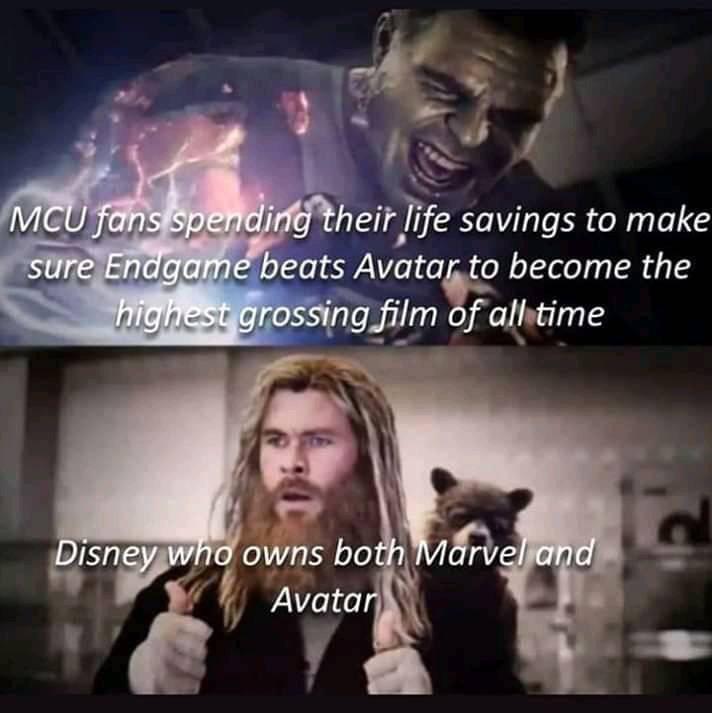 MCU fans spending their life savings to make
sure Endgame beats Avatar to become the
highest grossing film of all time
Disney who owns both Marvel and
Avatar